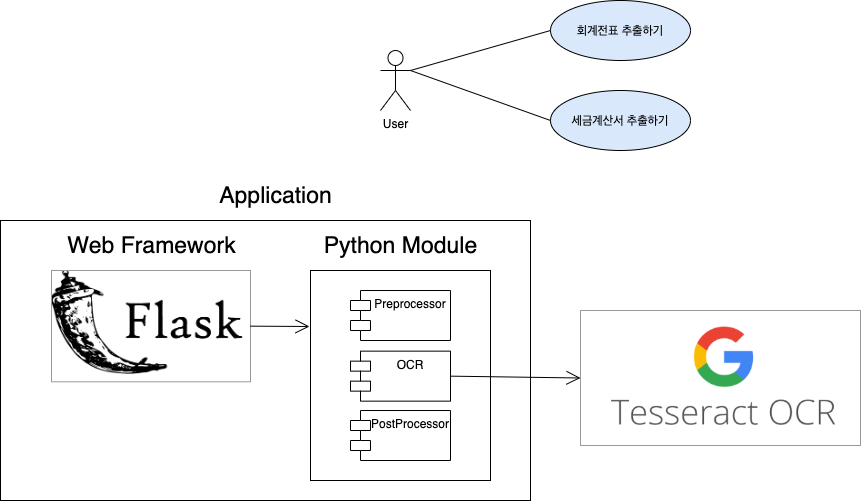 회계전표 추출하기
User
세금계산서 추출하기
Application
Web Framework
Python Module
Flask
Preprocessor
OCR
PostProcessor
Tesseract OCR